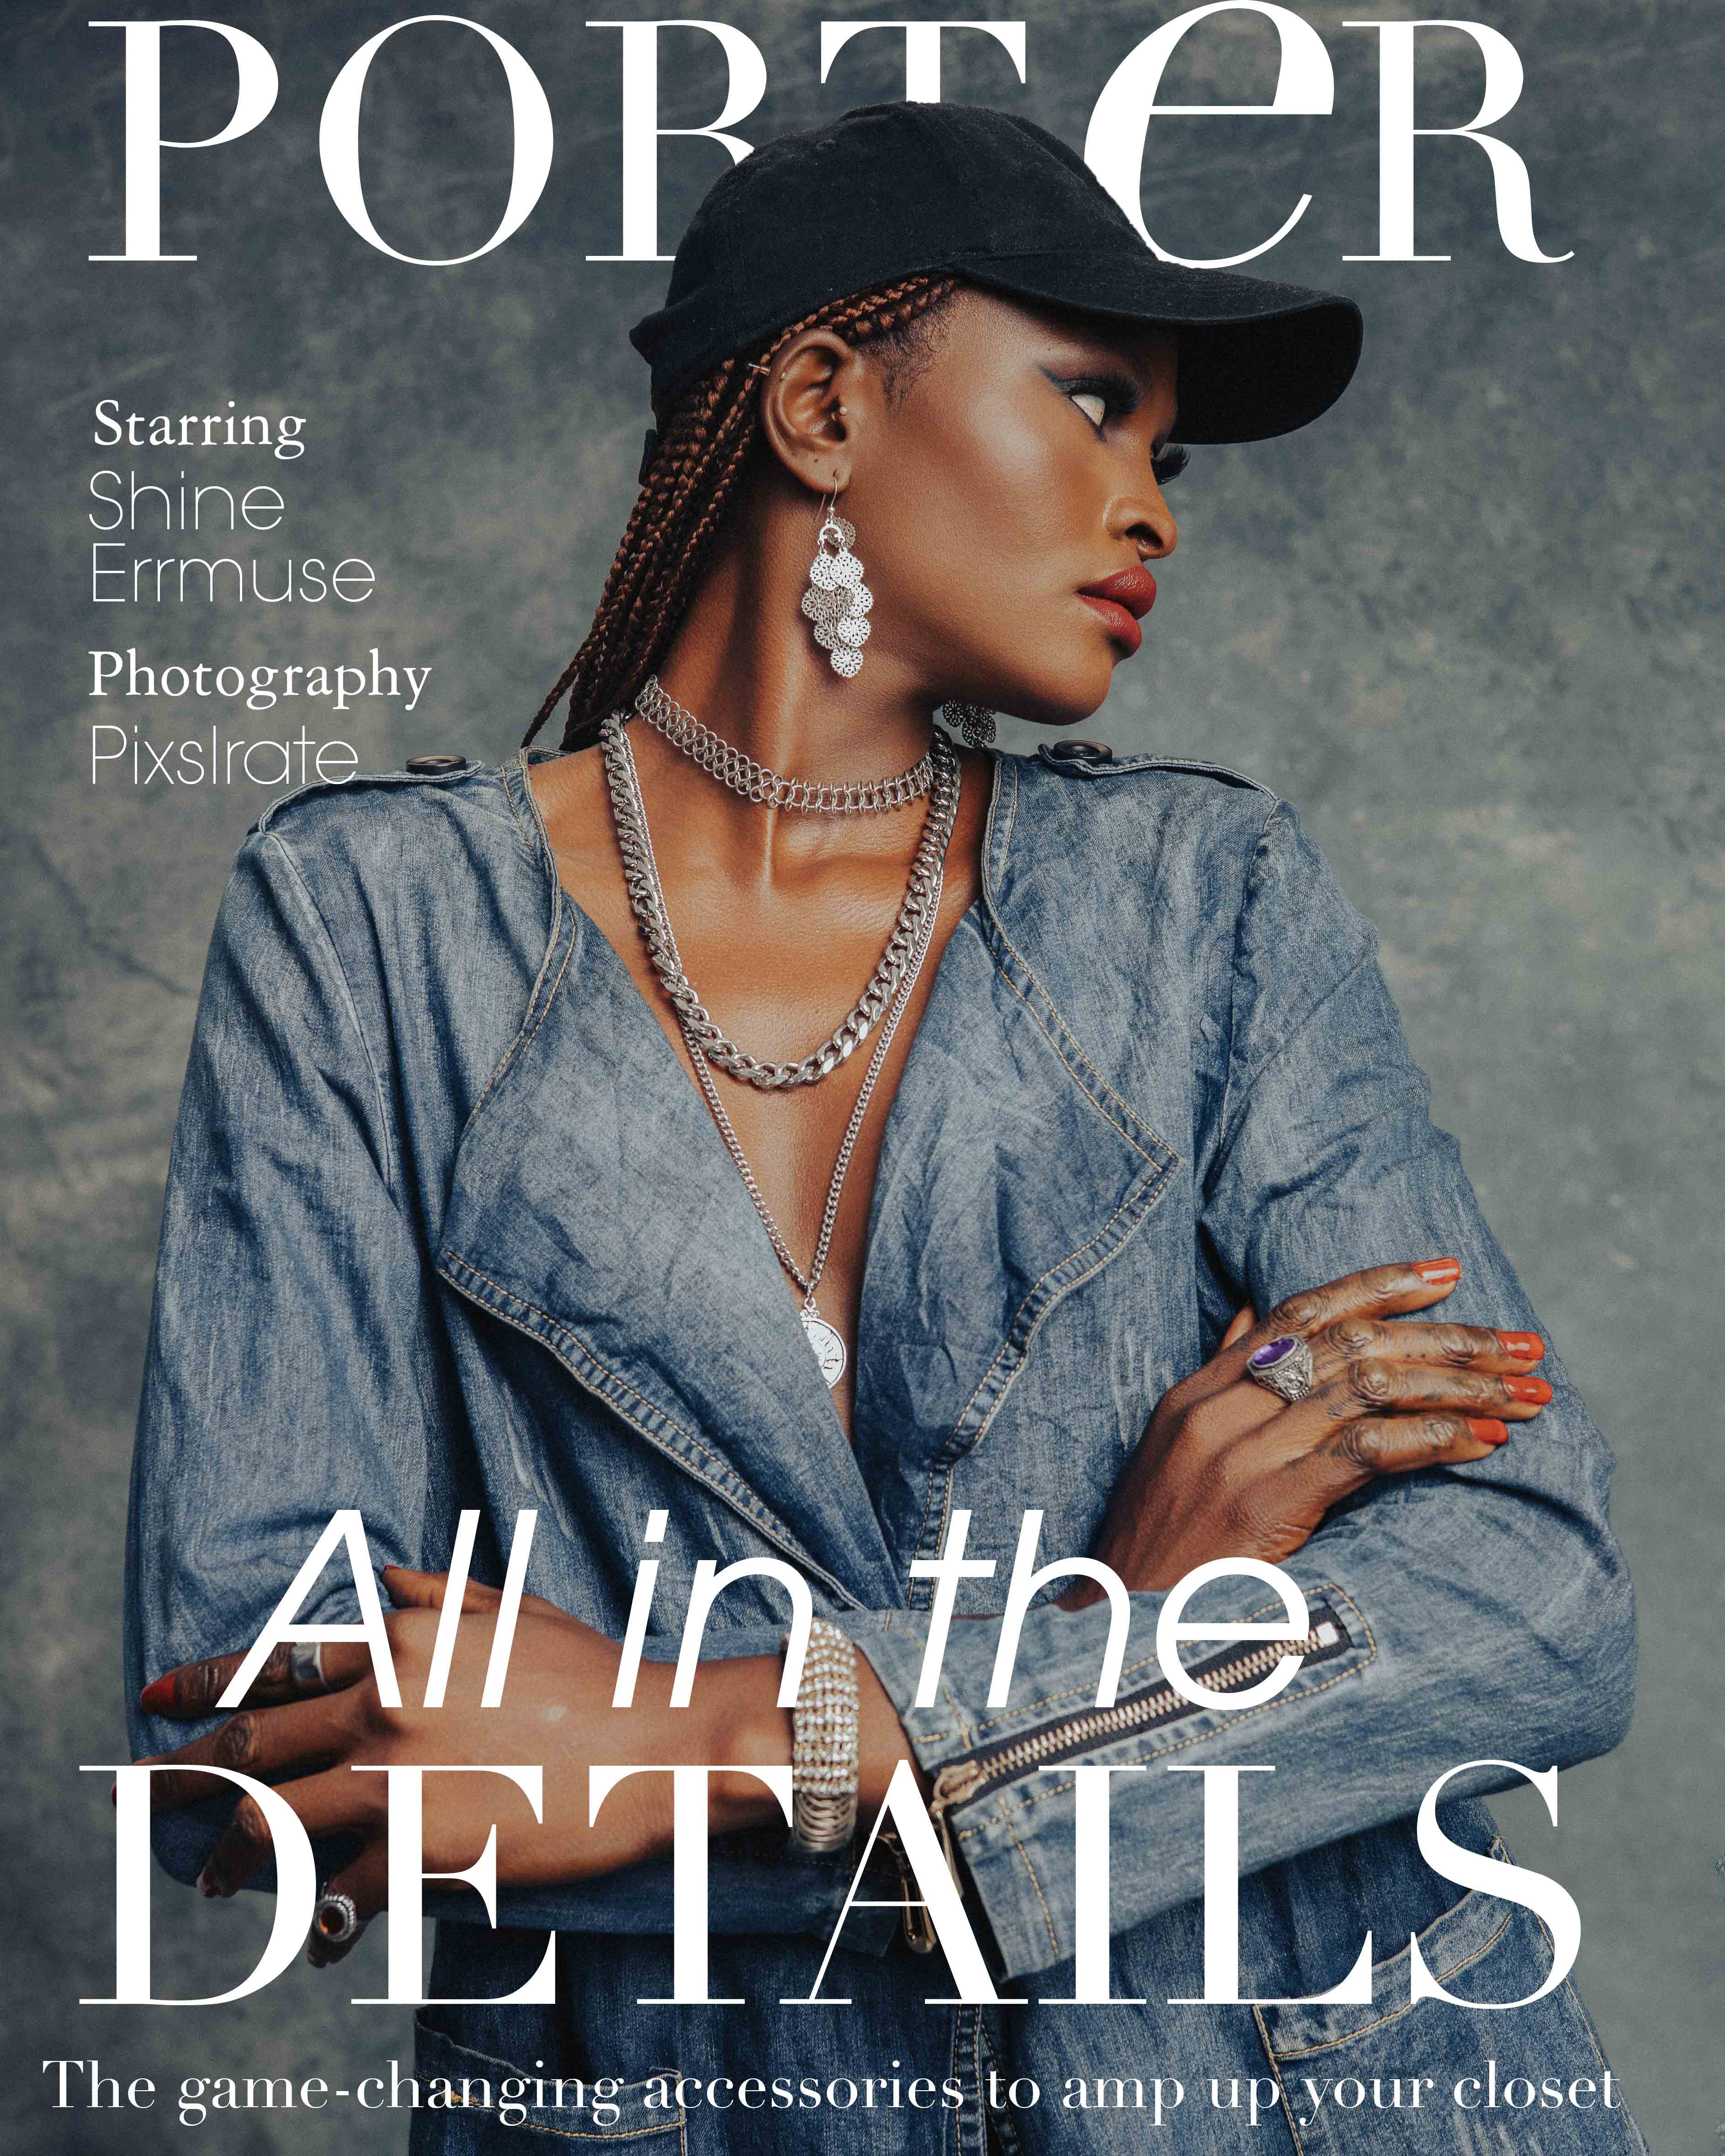 PORTeR
Starring
Shine
Errmuse
Photography
Pixslrate
All in the
DETAILS
The game-changing accessories to amp up your closet